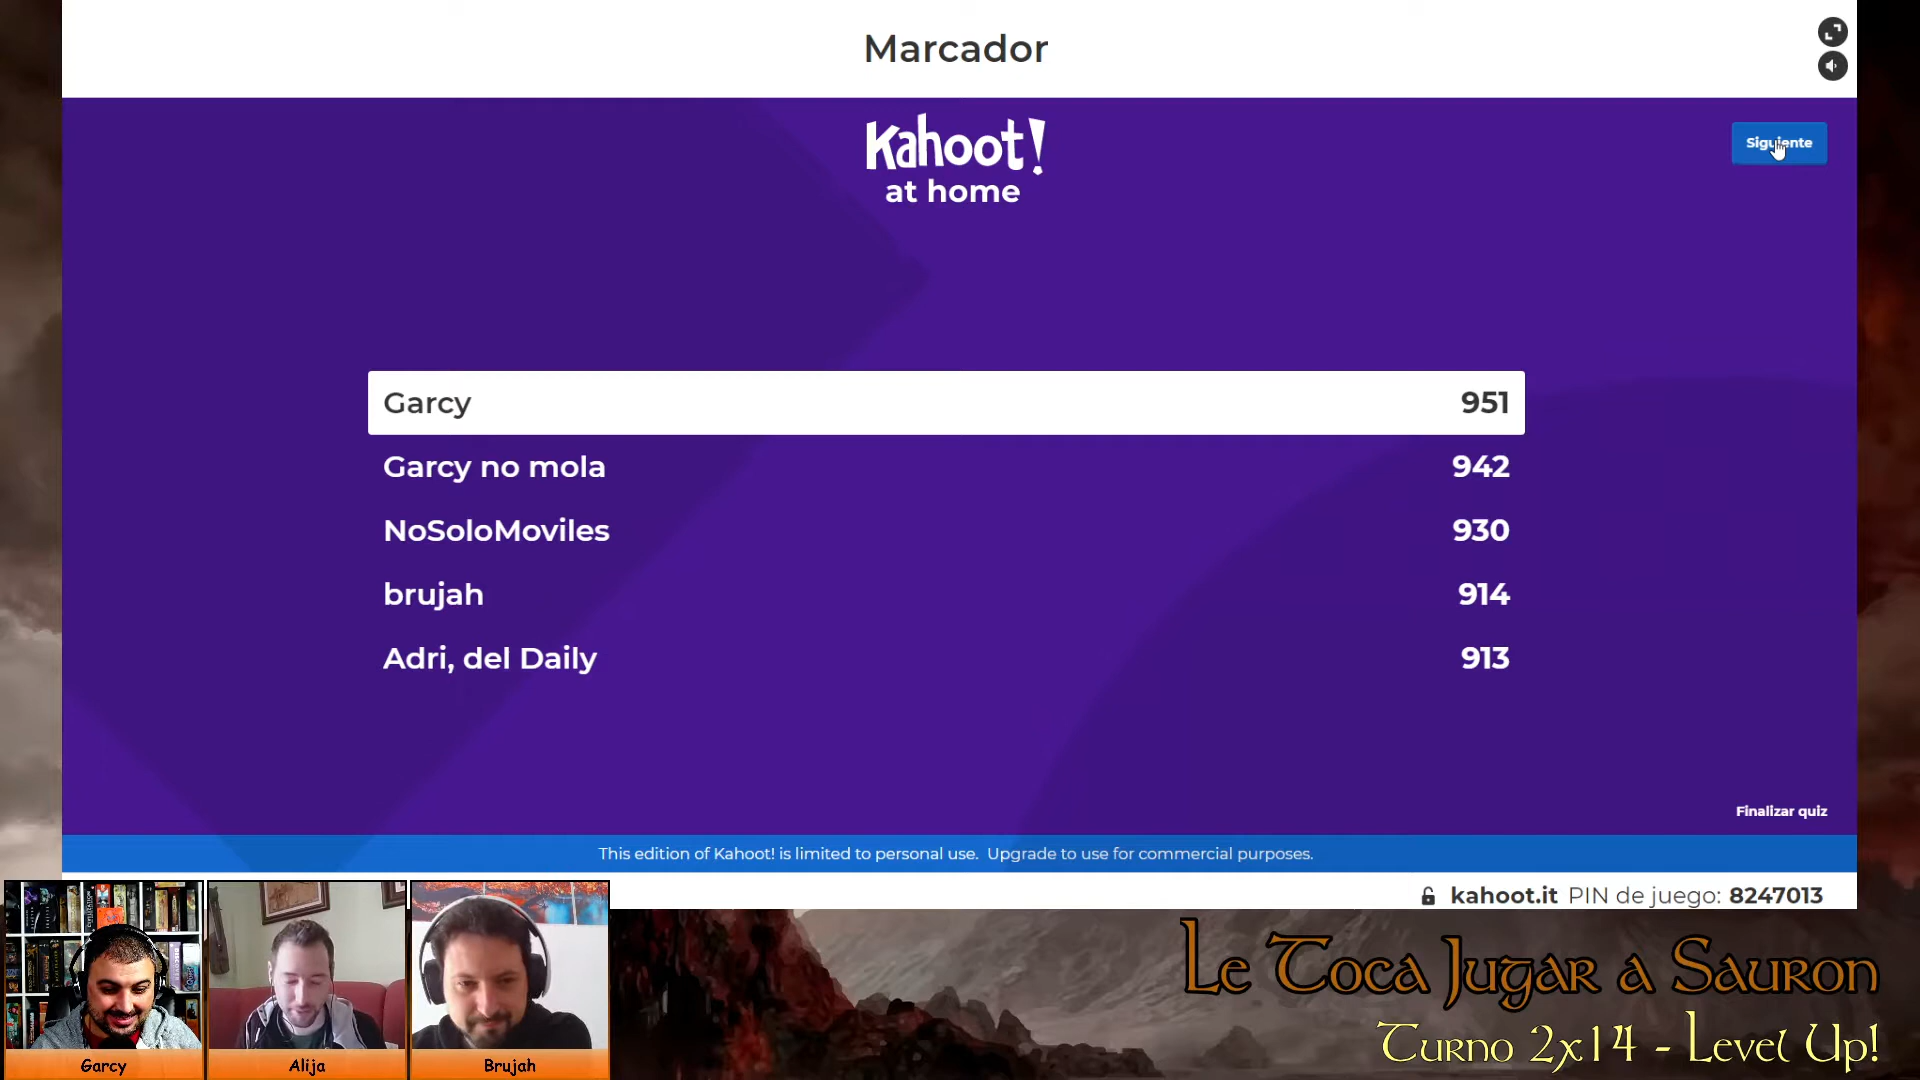 Marcador
Kahoot!
at home
Siguiente
Garcy 951
Garcy no mola 942
NoSoloMoviles 930
brujah 914
Adri, del Daily 913
Finalizar quiz
This edition of Kahoot! is limited to personal use. Upgrade to use for commercial purposes.
kahoot.it PIN de juego: 8247013
Le Toca Jugar a Sauron
Turno 2x14 - Level Up!
Garcy
Alija
Brujah